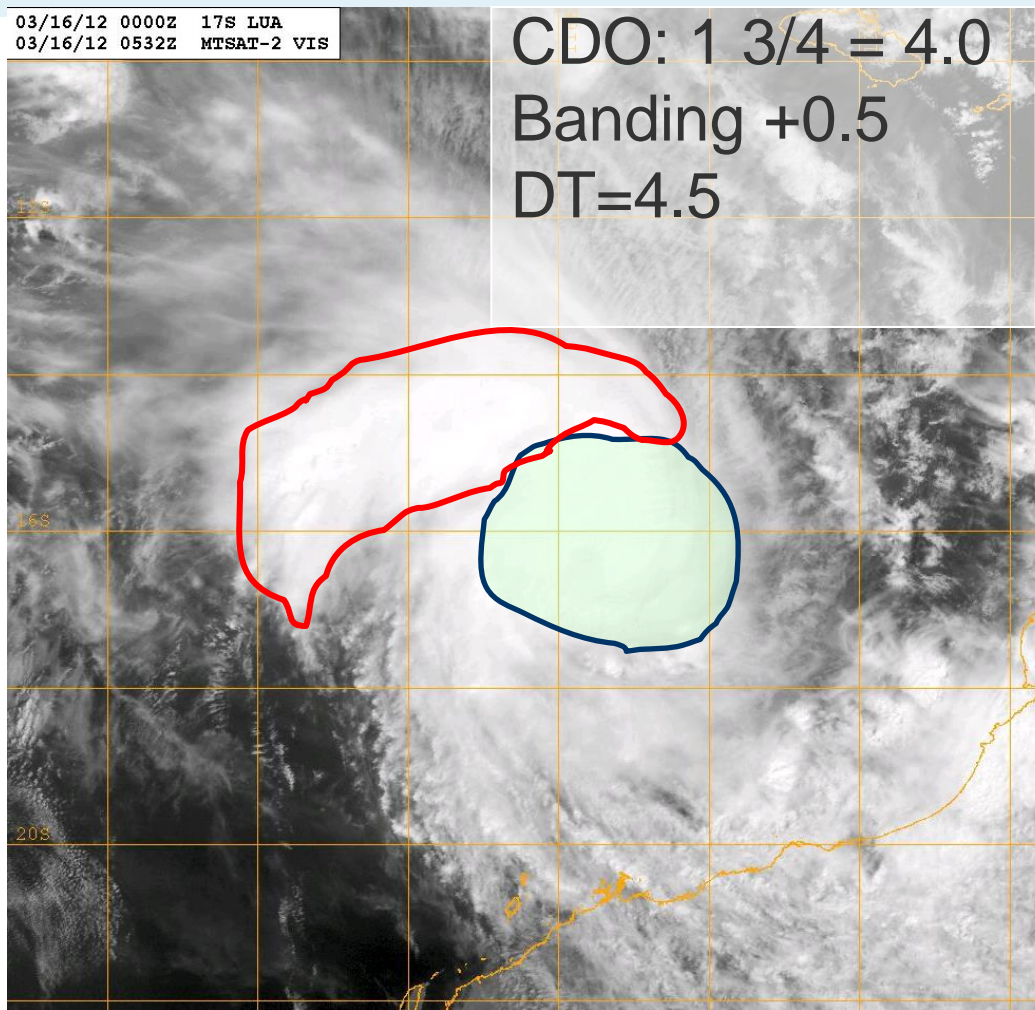 03/16/12 0000Z 17S LUA
03/16/12 0532Z MTSAT-2 VIS
CDO: 1 3/4 = 4.0
Banding +0.5
DT=4.5
12S
16S
20S